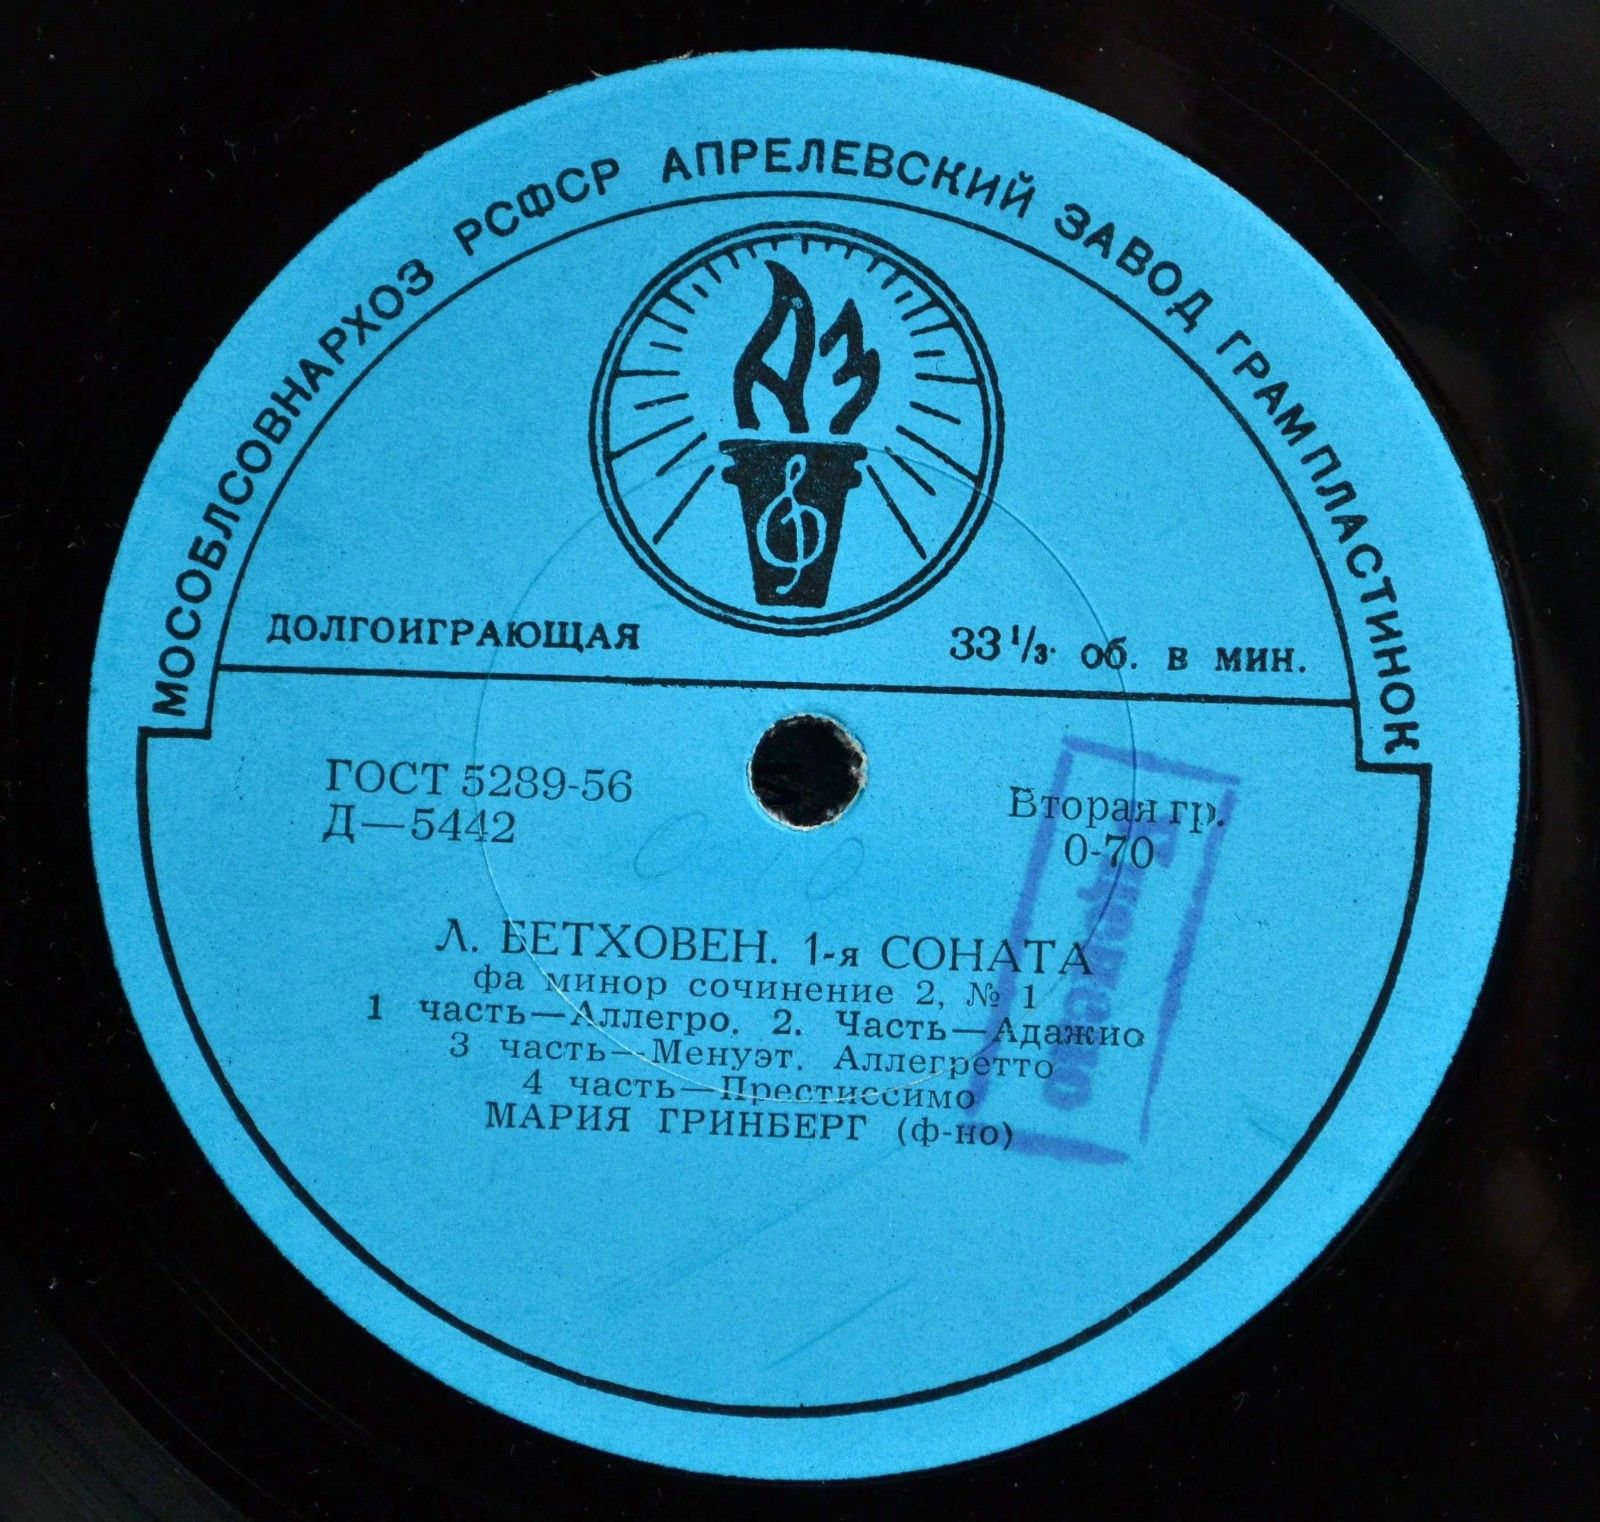 МОСОБЛСОВНАРХОЗ РСФСР АПРЕЛЕВСКИЙ ЗАВОД ГРАМПЛАСТИНОК
АЗ
ДОЛГОИГРАЮЩАЯ 33 1/3 об. в мин.
ГОСТ 5289-56
Д—5442
Вторая гр.
0-70
Л. БЕТХОВЕН. 1-я СОНАТА
фа минор сочинение 2, № 1
1 часть—Аллегро. 2. Часть—Адажио
3 часть—Менуэт. Аллегретто
4 часть—Престиссимо
МАРИЯ ГРИНБЕРГ (ф-но)